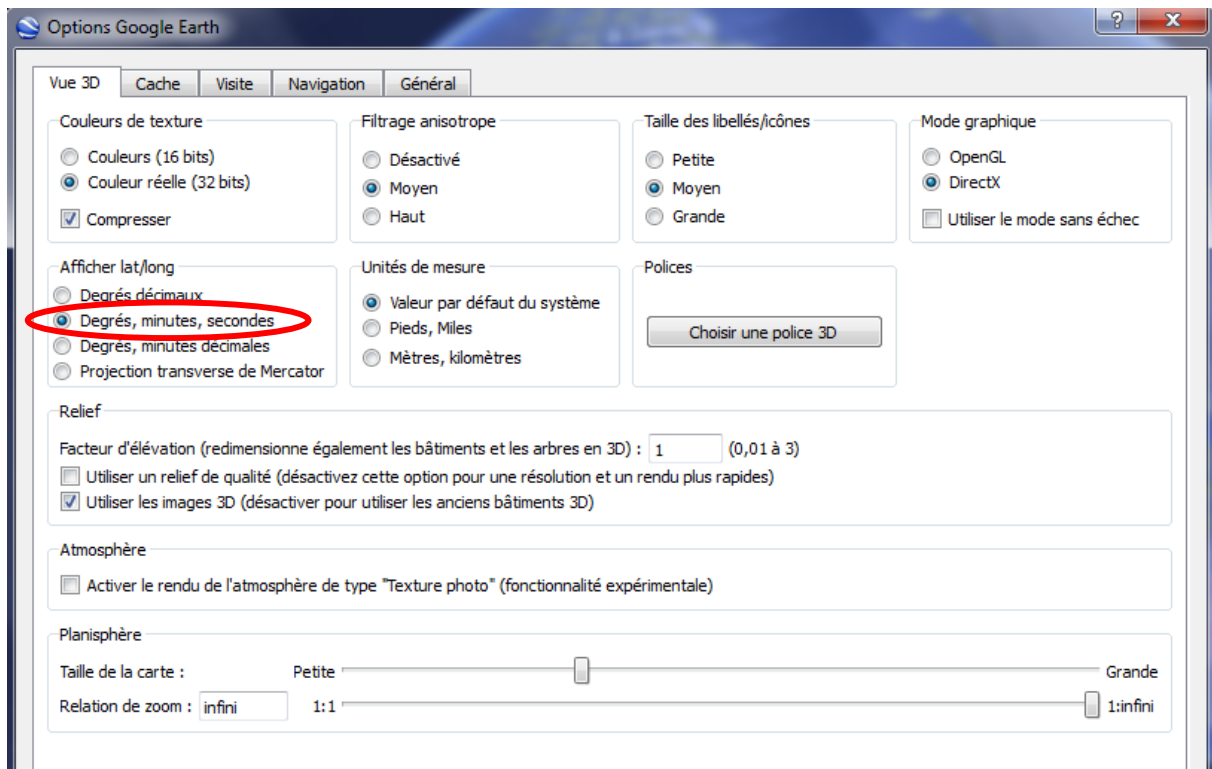 Options Google Earth
?
X
Vue 3D Cache Visite Navigation Général
Couleurs de texture
Couleurs (16 bits)
Couleur réelle (32 bits)
Compresser
Filtrage anisotrope
Désactivé
Moyen
Haut
Taille des libellés/icônes
Petite
Moyen
Grande
Mode graphique
OpenGL
DirectX
Utiliser le mode sans échec
Afficher lat/long
Degrés décimaux
Degrés, minutes, secondes
Degrés, minutes décimales
Projection transverse de Mercator
Unités de mesure
Valeur par défaut du système
Pieds, Miles
Mètres, kilomètres
Polices
Choisir une police 3D
Relief
Facteur d'élévation (redimensionne également les bâtiments et les arbres en 3D) : 1 (0,01 à 3)
Utiliser un relief de qualité (désactivez cette option pour une résolution et un rendu plus rapides)
Utiliser les images 3D (désactiver pour utiliser les anciens bâtiments 3D)
Atmosphère
Activer le rendu de l'atmosphère de type "Texture photo" (fonctionnalité expérimentale)
Planisphère
Taille de la carte : Petite Grande
Relation de zoom : infini 1:1 1:infini